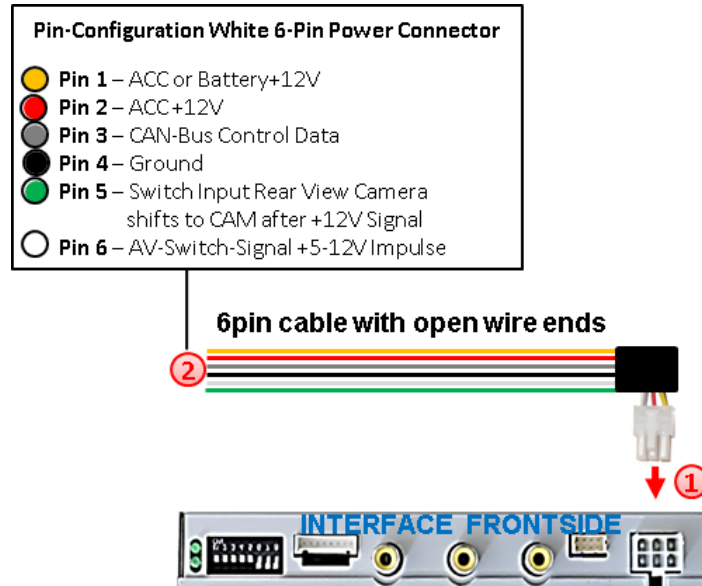 Pin-Configuration White 6-Pin Power Connector
Pin 1 – ACC or Battery+12V
Pin 2 – ACC+12V
Pin 3 – CAN-Bus Control Data
Pin 4 – Ground
Pin 5 – Switch Input Rear View Camera
shifts to CAM after +12V Signal
Pin 6 – AV-Switch-Signal +5-12V Impulse
6pin cable with open wire ends
2
1
INTERFACE FRONTSIDE